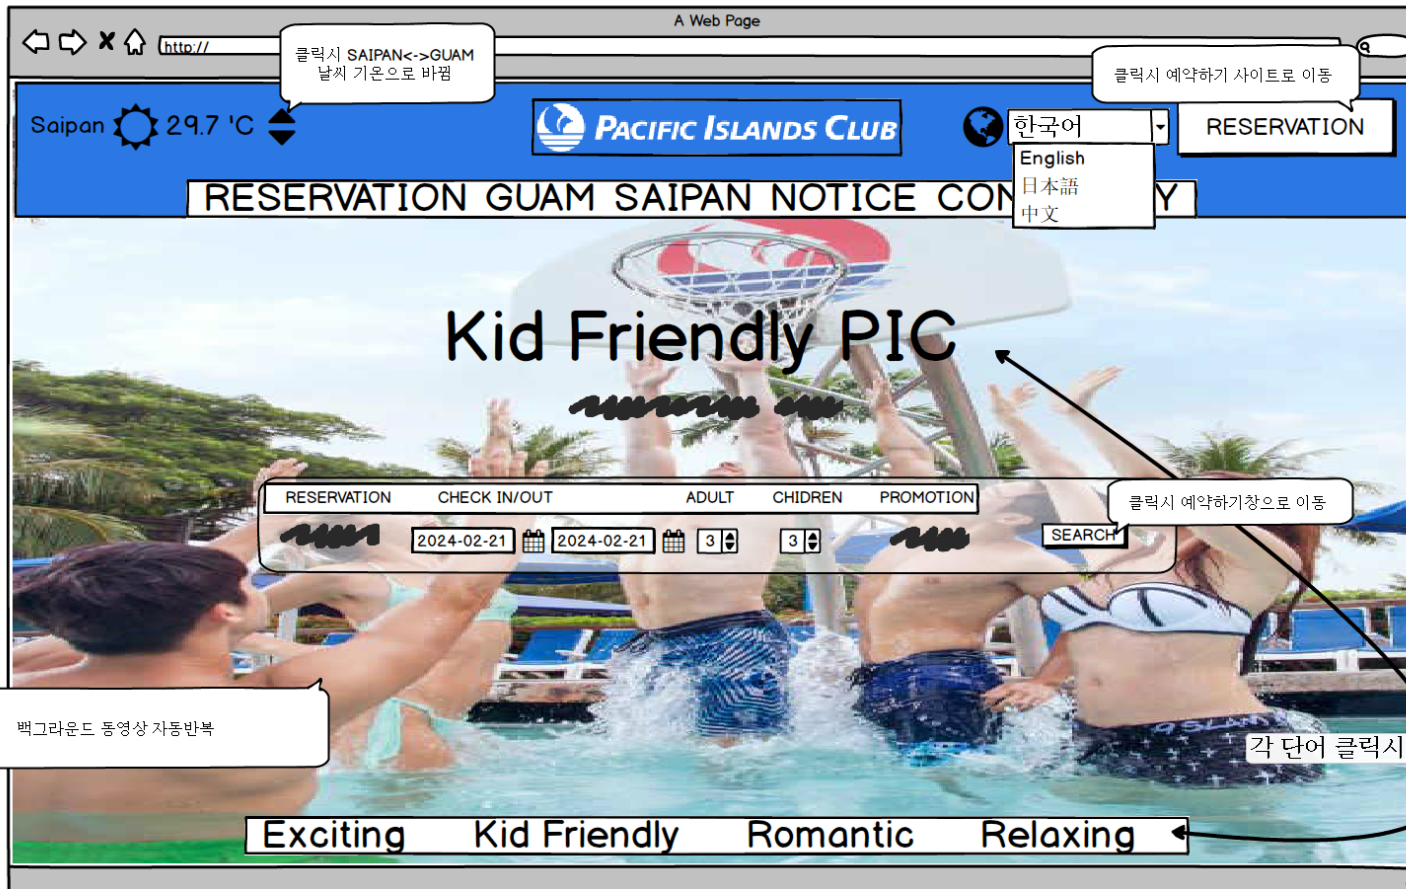 A Web Page
http://
클릭시 SAIPAN<->GUAM
날씨 기온으로 바뀜
클릭시 예약하기 사이트로 이동
Saipan 29.7 'C
PACIFIC ISLANDS CLUB
한국어
RESERVATION
English
日本語
中文
RESERVATION GUAM SAIPAN NOTICE CON Y
Kid Friendly PIC
RESERVATION CHECK IN/OUT ADULT CHIDREN PROMOTION
클릭시 예약하기창으로 이동
2024-02-21 2024-02-21 3 3 SEARCH
백그라운드 동영상 자동반복
각 단어 클릭시
Exciting Kid Friendly Romantic Relaxing